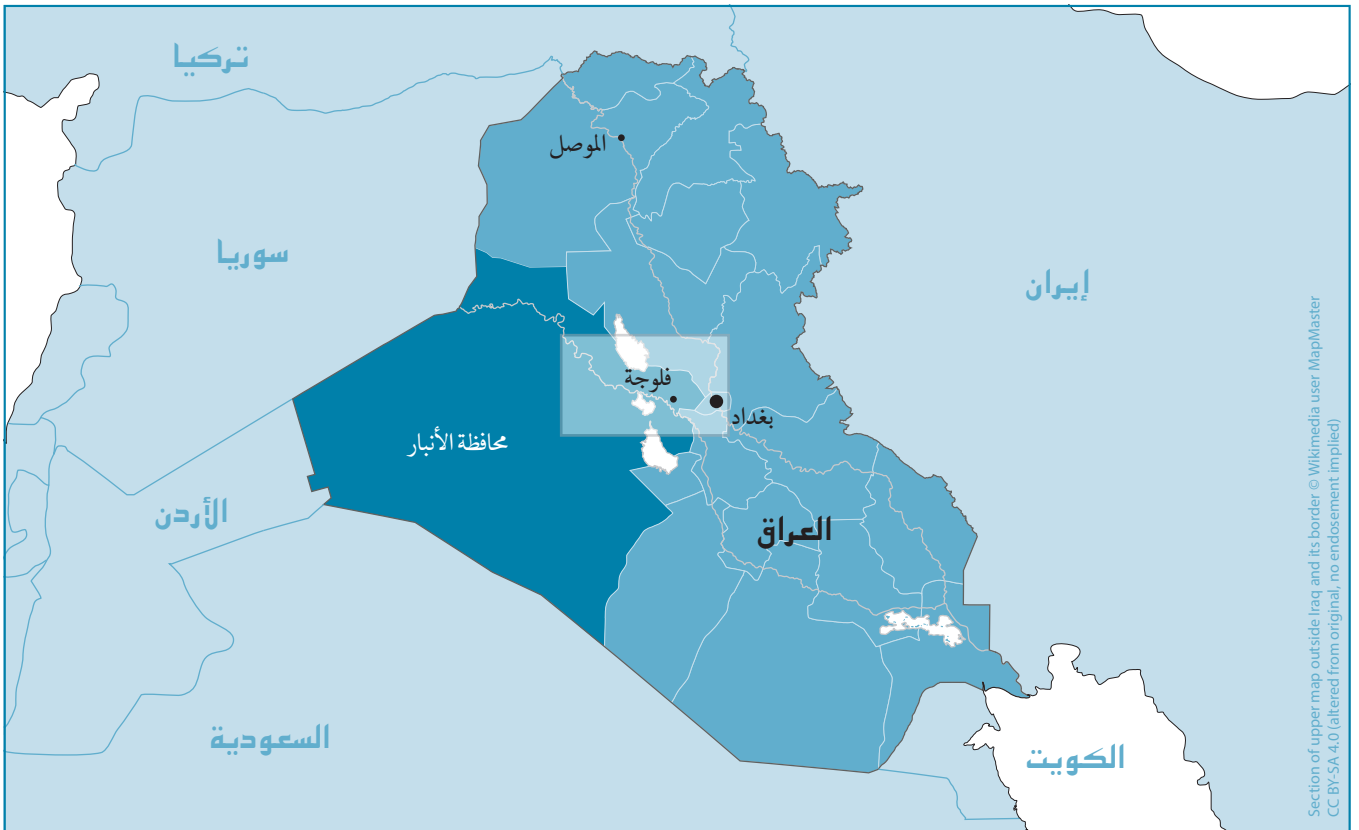 تركيا
الموصل
سوريا
إيران
فلوجة
بغداد
محافظة الأنبار
الأردن
العراق
السعودية
الكويت
Section of upper map outside Iraq and its border © Wikimedia user MapMaster
CC BY-SA 4.0 (altered from original, no endosement implied)